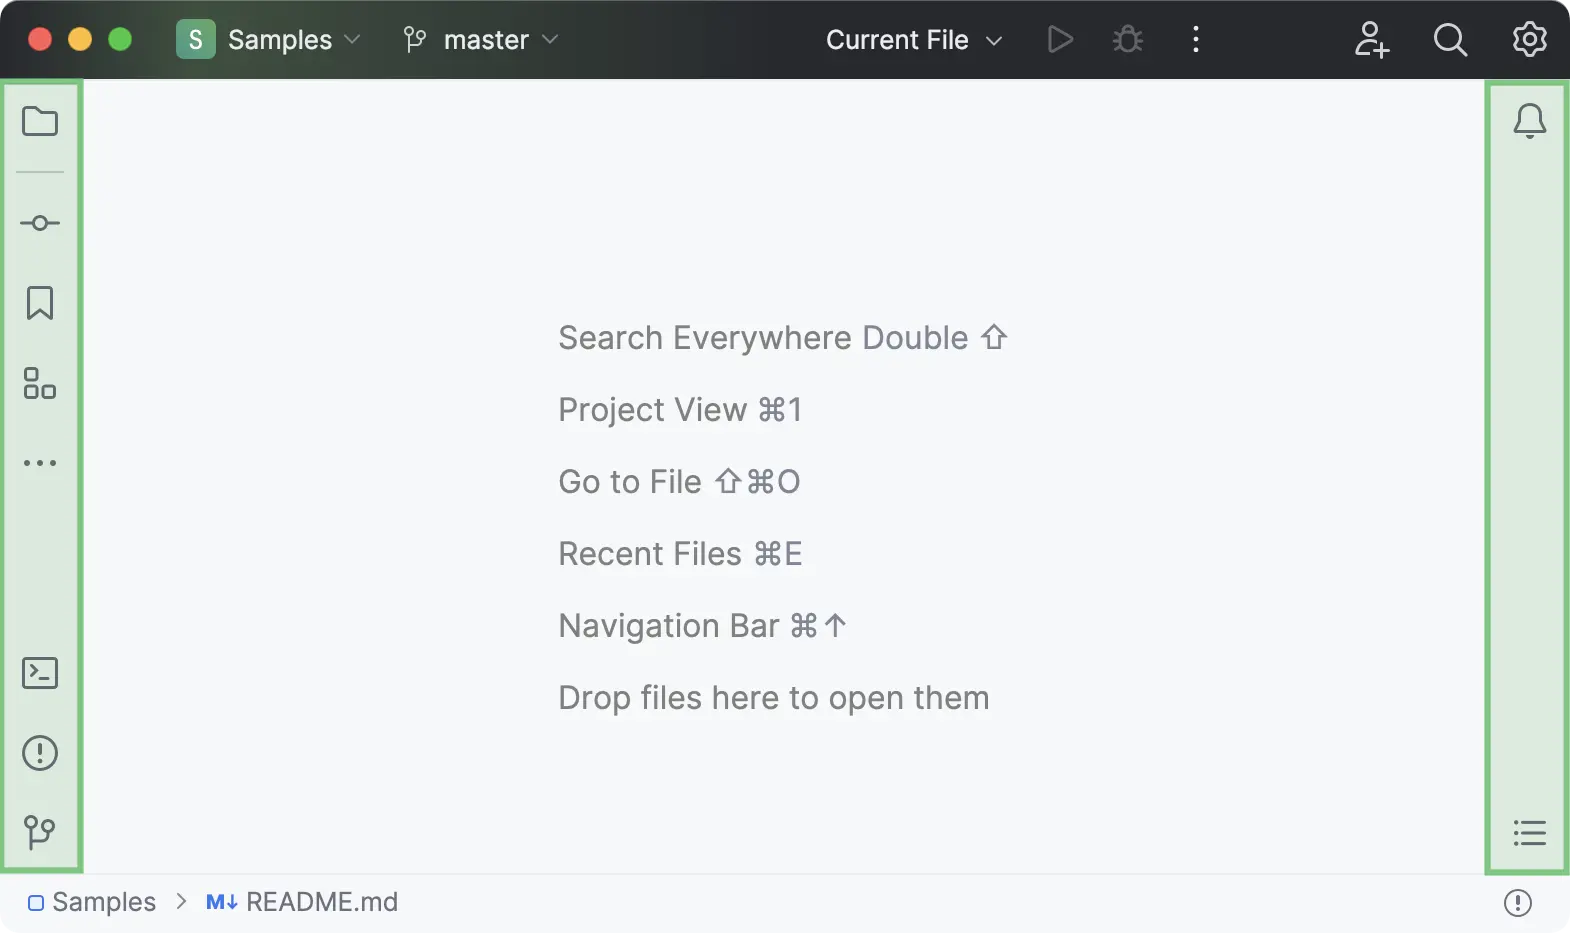 S Samples master Current File
Search Everywhere Double ⇧
Project View ⌘1
Go to File ⇧⌘O
Recent Files ⌘E
Navigation Bar ⌘↑
Drop files here to open them
Samples > M↓ README.md